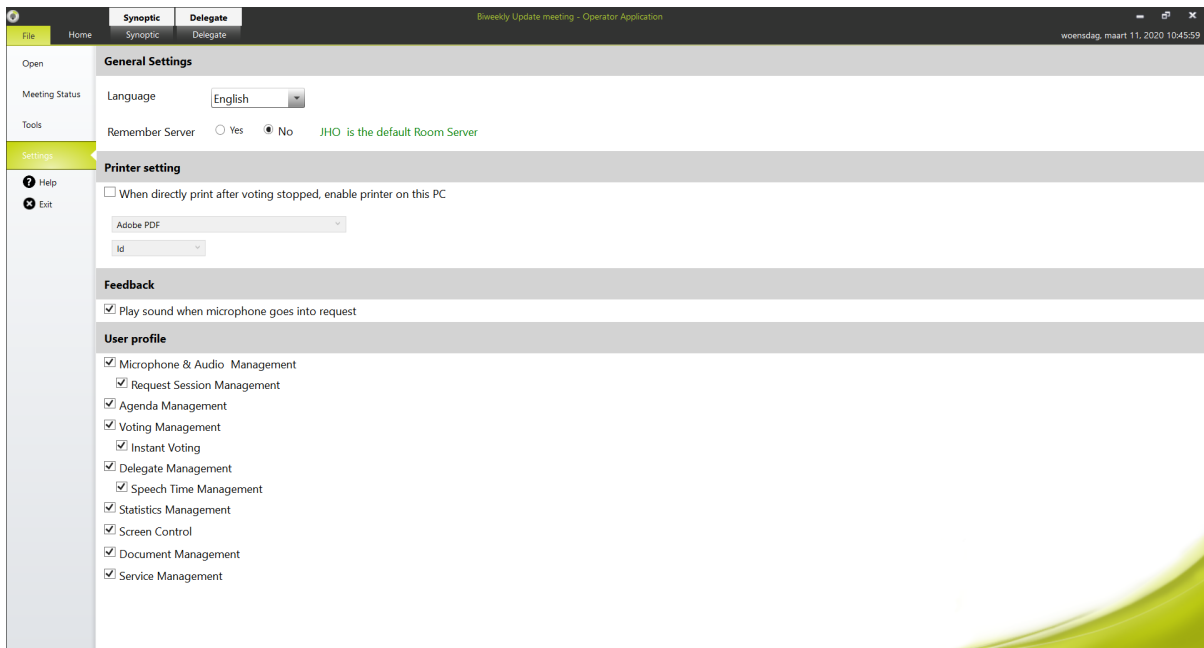 Synoptic Delegate Biweekly Update meeting - Operator Application
File Home Synoptic Delegate woensdag, maart 11, 2020 10:45:59
Open
Meeting Status
Tools
Settings
Help
Exit
General Settings
Language English
Remember Server Yes No JHO is the default Room Server
Printer setting
When directly print after voting stopped, enable printer on this PC
Adobe PDF
Id
Feedback
Play sound when microphone goes into request
User profile
Microphone & Audio Management
Request Session Management
Agenda Management
Voting Management
Instant Voting
Delegate Management
Speech Time Management
Statistics Management
Screen Control
Document Management
Service Management